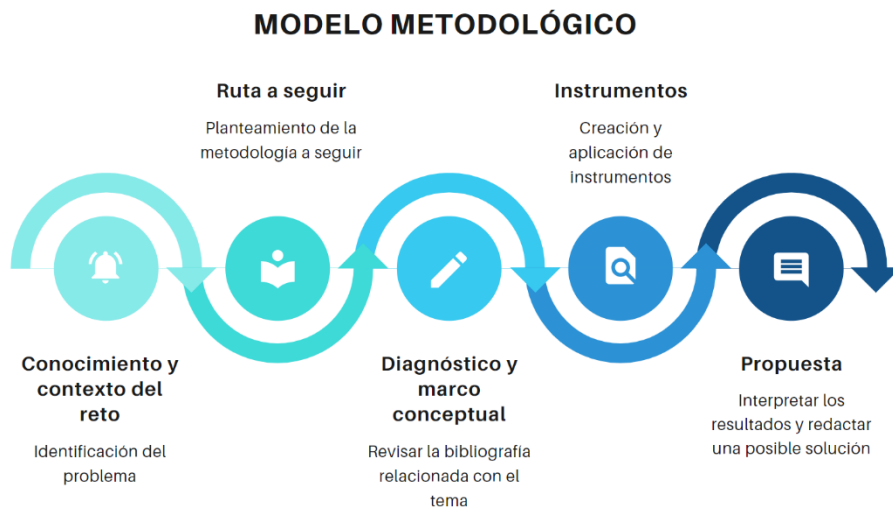 MODELO METODOLÓGICO
Conocimiento y
contexto del
reto
Identificación del
problema
Ruta a seguir
Planteamiento de la
metodología a seguir
Diagnóstico y
marco
conceptual
Revisar la bibliografía
relacionada con el
tema
Instrumentos
Creación y
aplicación de
instrumentos
Propuesta
Interpretar los
resultados y redactar
una posible solución